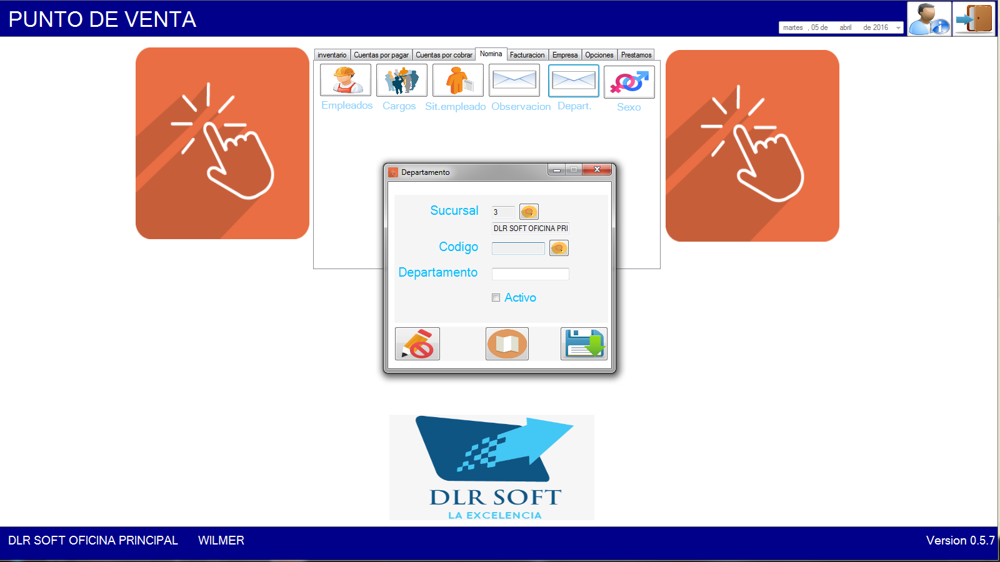 PUNTO DE VENTA
martes , 05 de abril de 2016
inventario Cuentas por pagar Cuentas por cobrar Nomina Facturacion Empresa Opciones Prestamos
Empleados Cargos Sit.empleado Observacion Depart. Sexo
Departamento
Sucursal 3
DLR SOFT OFICINA PRI
Codigo
Departamento
Activo
DLR SOFT
LA EXCELENCIA
DLR SOFT OFICINA PRINCIPAL WILMER Version 0.5.7